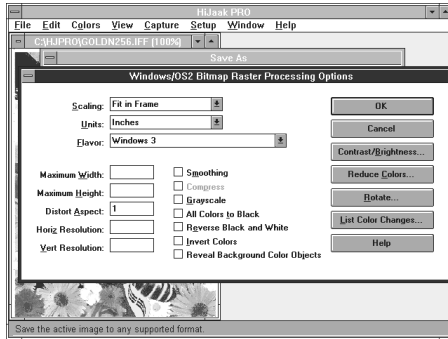 HiJaak PRO
File Edit Colors View Capture Setup Window Help
C:\HJPRO\GOLDN256.IFF (100%)
Save As
Windows/OS2 Bitmap Raster Processing Options
Scaling: Fit in Frame
Units: Inches
Flavor: Windows 3
Maximum Width:
Maximum Height:
Distort Aspect: 1
Horiz Resolution:
Vert Resolution:
Smoothing
Compress
Grayscale
All Colors to Black
Reverse Black and White
Invert Colors
Reveal Background Color Objects
OK
Cancel
Contrast/Brightness...
Reduce Colors...
Rotate...
List Color Changes...
Help
Save the active image to any supported format.